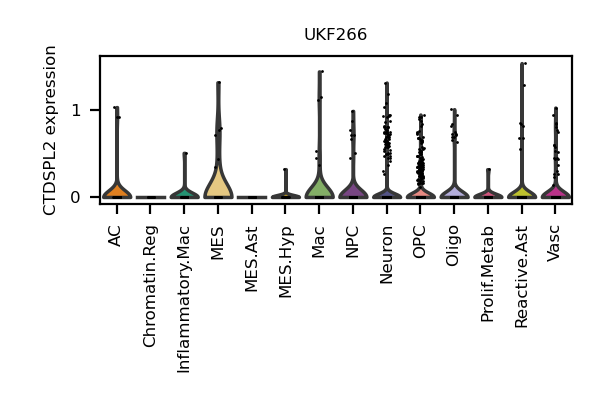 UKF266
CTDSPL2 expression
1
0
AC
Chromatin.Reg
Inflammatory.Mac
MES
MES.Ast
MES.Hyp
Mac
NPC
Neuron
OPC
Oligo
Prolif.Metab
Reactive.Ast
Vasc